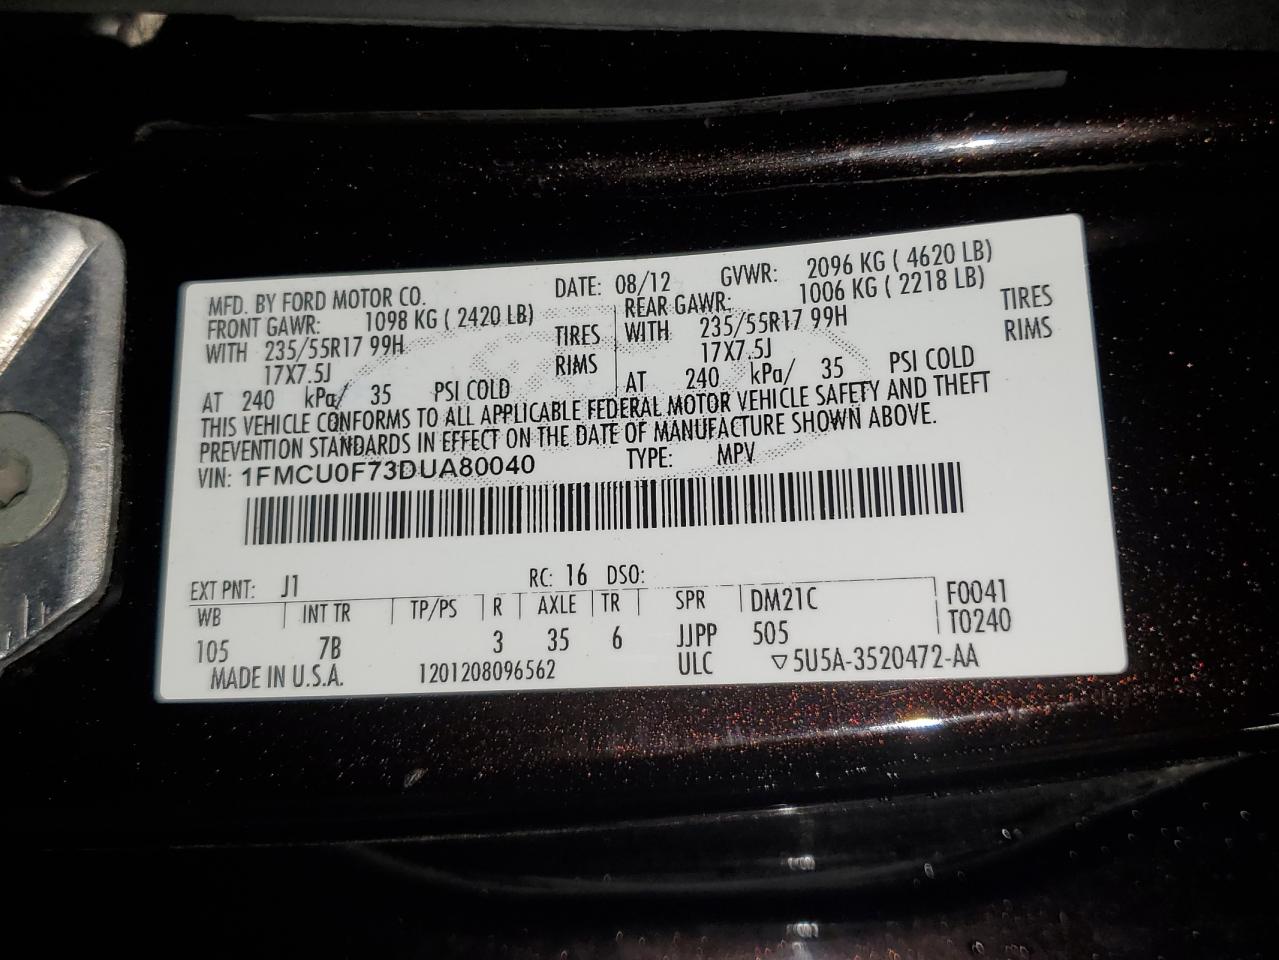 MFD. BY FORD MOTOR CO. DATE: 08/12 GVWR: 2096 KG ( 4620 LB)
FRONT GAWR: 1098 KG ( 2420 LB) REAR GAWR: 1006 KG ( 2218 LB)
WITH 235/55R17 99H TIRES WITH 235/55R17 99H TIRES
17X7.5J RIMS 17X7.5J RIMS
AT 240 kPa/ 35 PSI COLD AT 240 kPa/ 35 PSI COLD
THIS VEHICLE CONFORMS TO ALL APPLICABLE FEDERAL MOTOR VEHICLE SAFETY AND THEFT
PREVENTION STANDARDS IN EFFECT ON THE DATE OF MANUFACTURE SHOWN ABOVE.
VIN: 1FMCU0F73DUA80040 TYPE: MPV
EXT PNT: J1 RC: 16 DSO:
WB INT TR TP/PS R AXLE TR SPR DM21C F0041
105 7B 3 35 6 JJPP 505 T0240
MADE IN U.S.A. 1201208096562 ULC ▽5U5A-3520472-AA